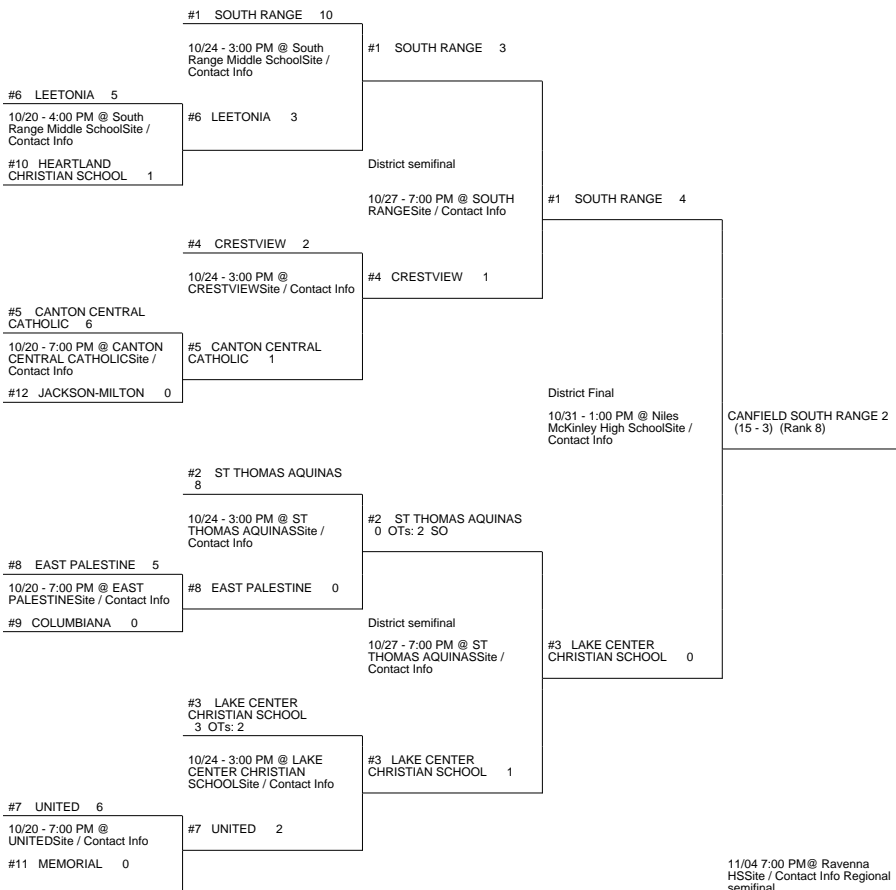 #1 SOUTH RANGE 10
10/24 - 3:00 PM @ South
Range Middle SchoolSite /
Contact Info
#1 SOUTH RANGE 3
#6 LEETONIA 5
10/20 - 4:00 PM @ South
Range Middle SchoolSite /
Contact Info
#6 LEETONIA 3
#10 HEARTLAND
CHRISTIAN SCHOOL 1
District semifinal
10/27 - 7:00 PM @ SOUTH
RANGESite / Contact Info
#1 SOUTH RANGE 4
#4 CRESTVIEW 2
10/24 - 3:00 PM @
CRESTVIEWSite / Contact Info
#4 CRESTVIEW 1
#5 CANTON CENTRAL
CATHOLIC 6
10/20 - 7:00 PM @ CANTON
CENTRAL CATHOLICSite /
Contact Info
#5 CANTON CENTRAL
CATHOLIC 1
#12 JACKSON-MILTON 0
District Final
10/31 - 1:00 PM @ Niles
McKinley High SchoolSite /
Contact Info
CANFIELD SOUTH RANGE 2
(15 - 3) (Rank 8)
#2 ST THOMAS AQUINAS
8
10/24 - 3:00 PM @ ST
THOMAS AQUINASSite /
Contact Info
#2 ST THOMAS AQUINAS
0 OTs: 2 SO
#8 EAST PALESTINE 5
10/20 - 7:00 PM @ EAST
PALESTINESite / Contact Info
#8 EAST PALESTINE 0
#9 COLUMBIANA 0
District semifinal
10/27 - 7:00 PM @ ST
THOMAS AQUINASSite /
Contact Info
#3 LAKE CENTER
CHRISTIAN SCHOOL 0
#3 LAKE CENTER
CHRISTIAN SCHOOL
3 OTs: 2
10/24 - 3:00 PM @ LAKE
CENTER CHRISTIAN
SCHOOLSite / Contact Info
#3 LAKE CENTER
CHRISTIAN SCHOOL 1
#7 UNITED 6
10/20 - 7:00 PM @
UNITEDSite / Contact Info
#7 UNITED 2
#11 MEMORIAL 0
11/04 7:00 PM@ Ravenna
HSSite / Contact Info Regional
semifinal